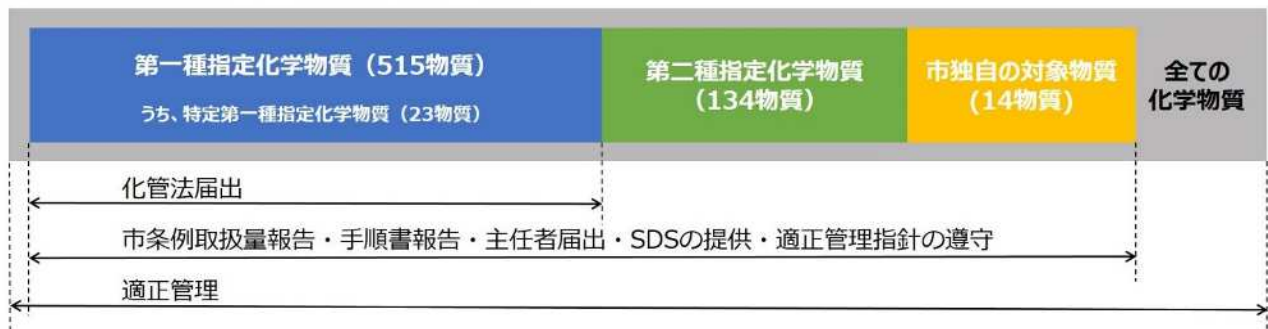 第一種指定化学物質（515物質）
うち、特定第一種指定化学物質（23物質）
第二種指定化学物質
（134物質）
市独自の対象物質
(14物質)
全ての
化学物質
化管法届出
市条例取扱量報告・手順書報告・主任者届出・SDSの提供・適正管理指針の遵守
適正管理